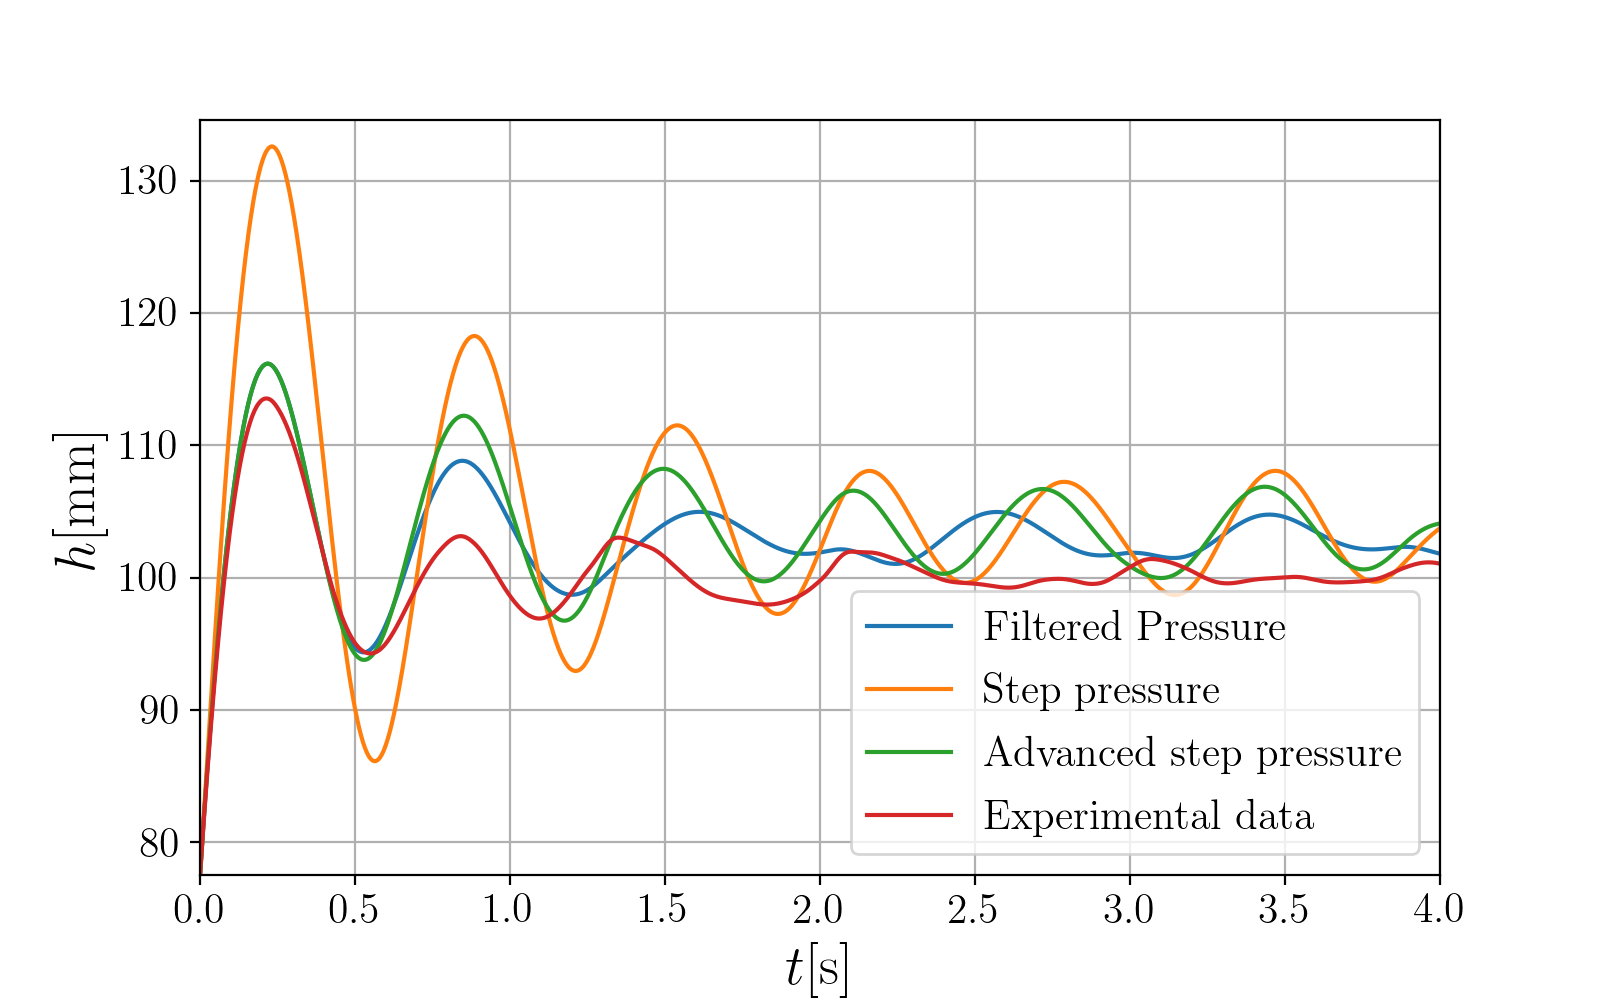 130
120
110
100
90
80
h[mm]
0.0 0.5 1.0 1.5 2.0 2.5 3.0 3.5 4.0
t[s]
Filtered Pressure
Step pressure
Advanced step pressure
Experimental data